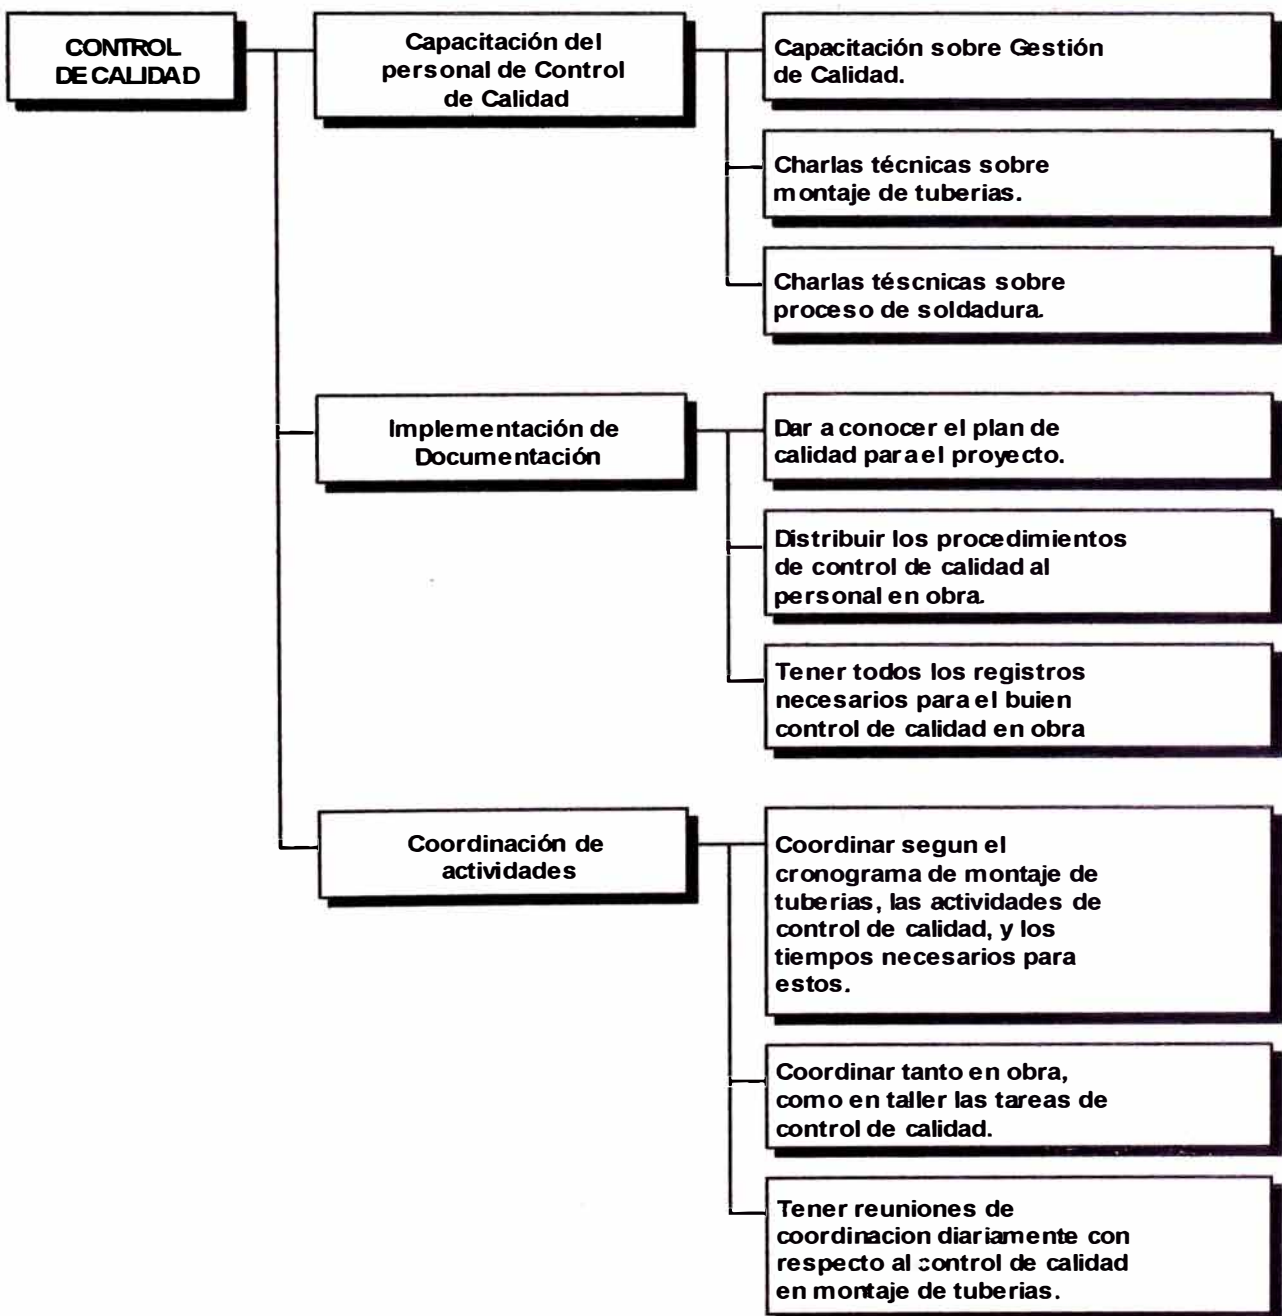 CONTROL
DE CALIDAD
Capacitación del
personal de Control
de Calidad
Capacitación sobre Gestión
de Calidad.
Charlas técnicas sobre
montaje de tuberias.
Charlas téscnicas sobre
proceso de soldadura.
Implementación de
Documentación
Dar a conocer el plan de
calidad para el proyecto.
Distribuir los procedimientos
de control de calidad al
personal en obra.
Tener todos los registros
necesarios para el buien
control de calidad en obra
Coordinación de
actividades
Coordinar segun el
cronograma de montaje de
tuberias, las actividades de
control de calidad, y los
tiempos necesarios para
estos.
Coordinar tanto en obra,
como en taller las tareas de
control de calidad.
Tener reuniones de
coordinacion diariamente con
respecto al control de calidad
en montaje de tuberias.